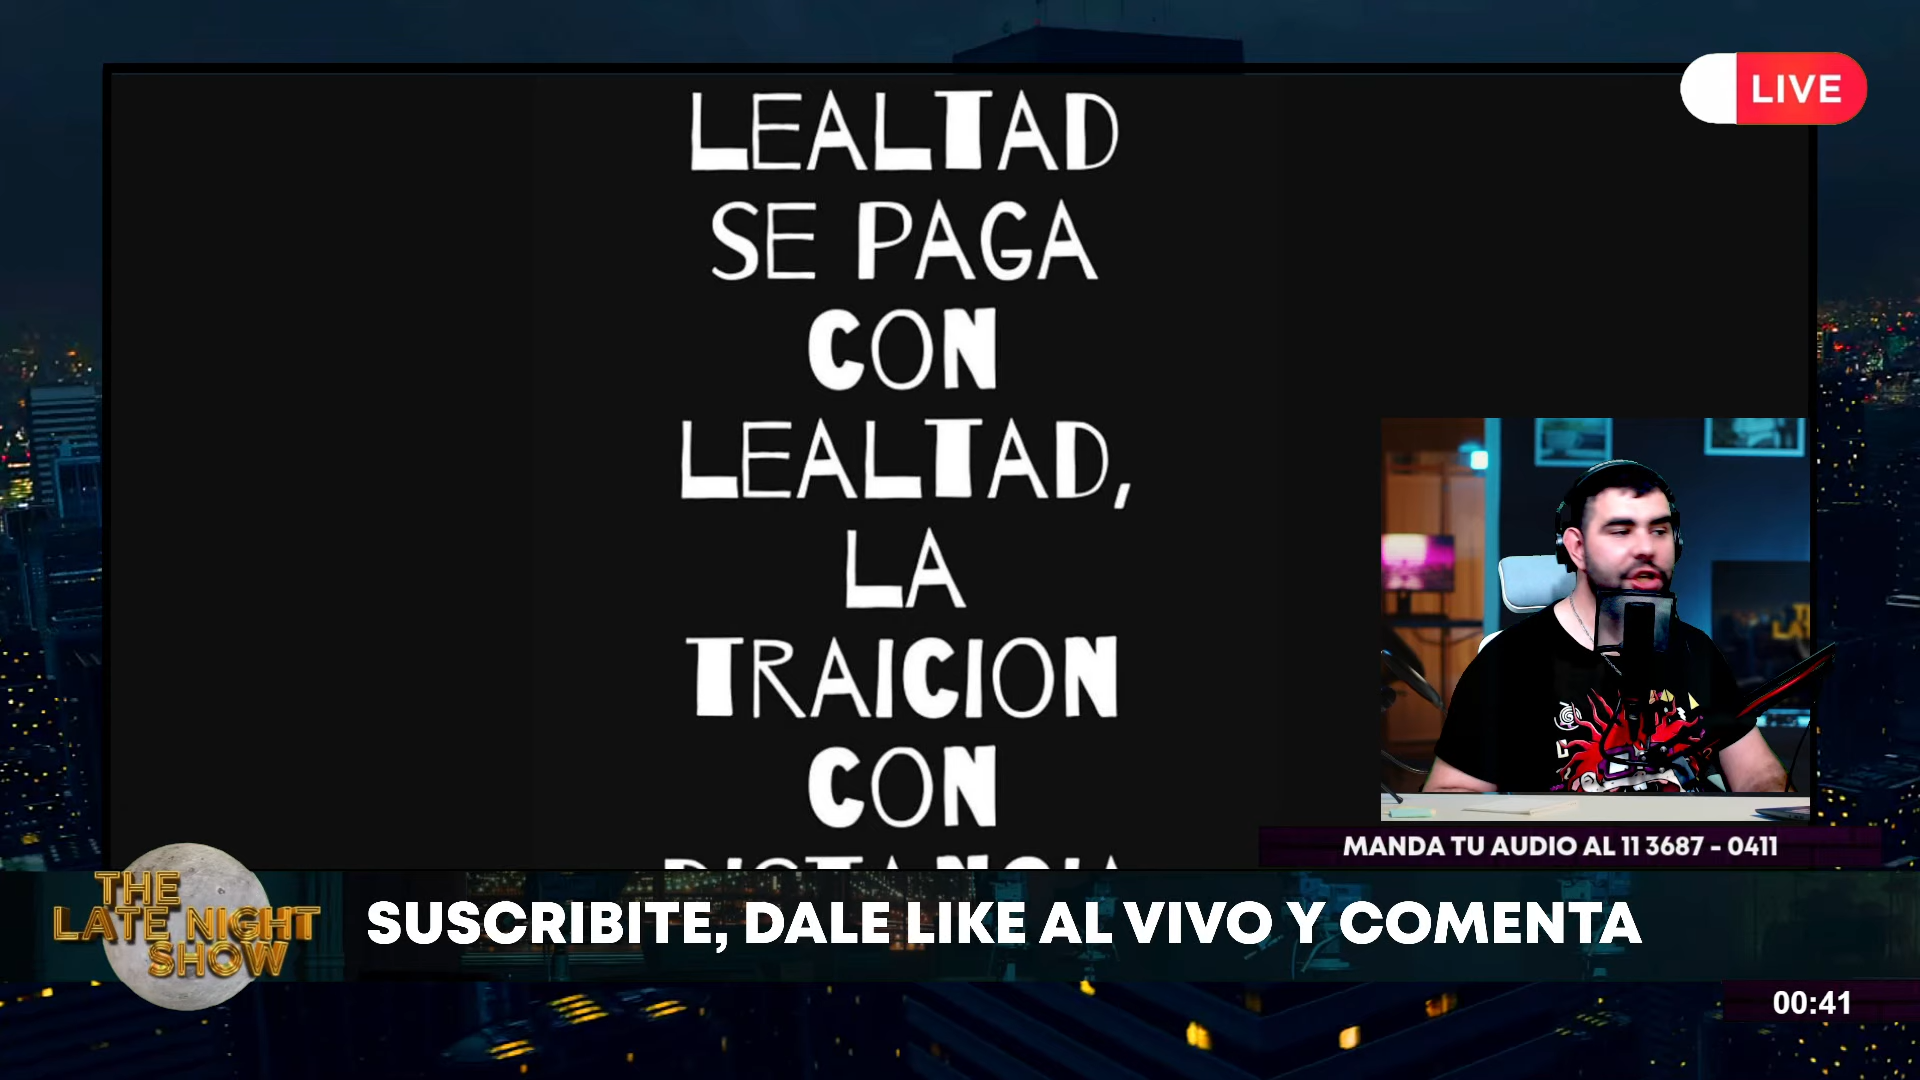 LEALTAD
SE PAGA
CON
LEALTAD,
LA
TRAICION
CON
DISTANCIA
LIVE
MANDA TU AUDIO AL 11 3687 - 0411
THE
LATE NIGHT
SHOW
SUSCRIBITE, DALE LIKE AL VIVO Y COMENTA
00:41